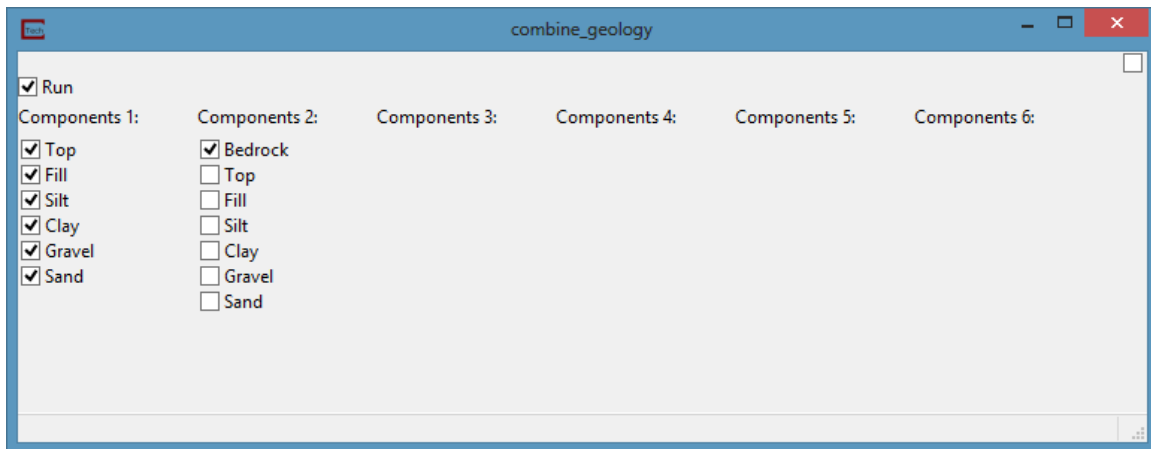 Tech
combine_geology
Run
Components 1: Components 2: Components 3: Components 4: Components 5: Components 6:
Top Bedrock
Fill Top
Silt Fill
Clay Silt
Gravel Clay
Sand Gravel
Sand